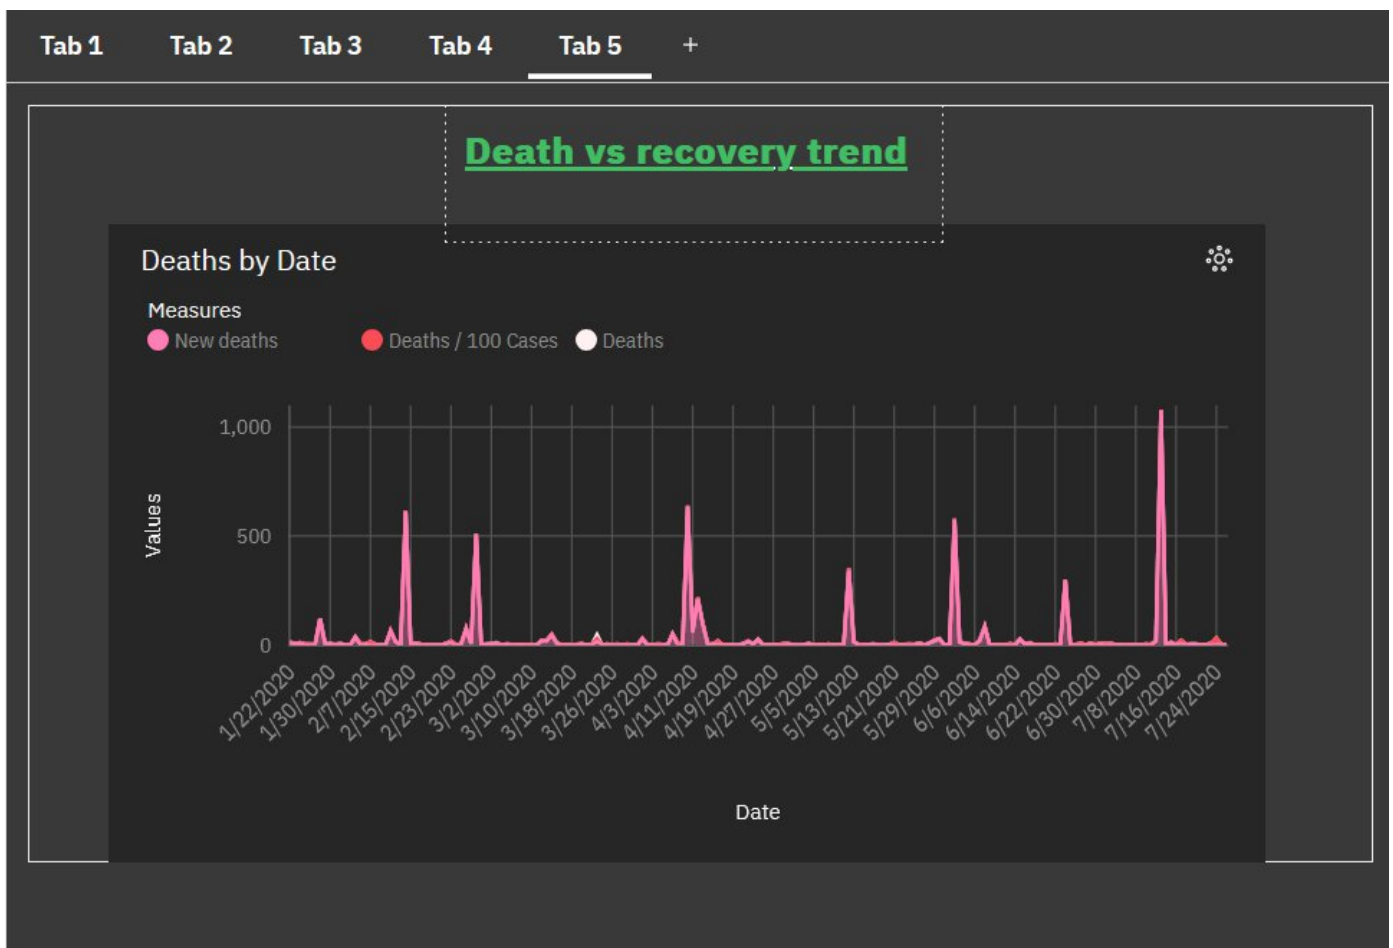 Tab 1 Tab 2 Tab 3 Tab 4 Tab 5 +
Death vs recovery trend
Deaths by Date
Measures
New deaths Deaths / 100 Cases Deaths
1,000
500
0
Values
1/22/2020 1/30/2020 2/7/2020 2/15/2020 2/23/2020 3/2/2020 3/10/2020 3/18/2020 3/26/2020 4/3/2020 4/11/2020 4/19/2020 4/27/2020 5/5/2020 5/13/2020 5/21/2020 5/29/2020 6/6/2020 6/14/2020 6/22/2020 6/30/2020 7/8/2020 7/16/2020 7/24/2020
Date